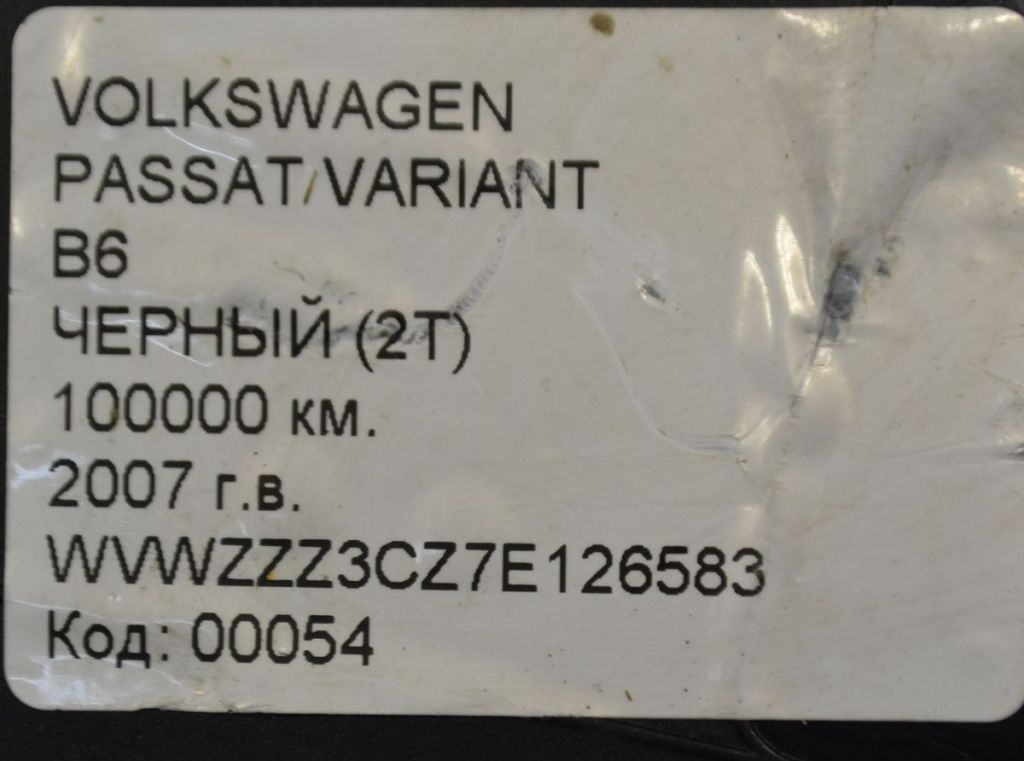 VOLKSWAGEN
PASSAT VARIANT
B6
ЧЕРНЫЙ (2T)
100000 км.
2007 г.в.
WVWZZZ3CZ7E126583
Код: 00054